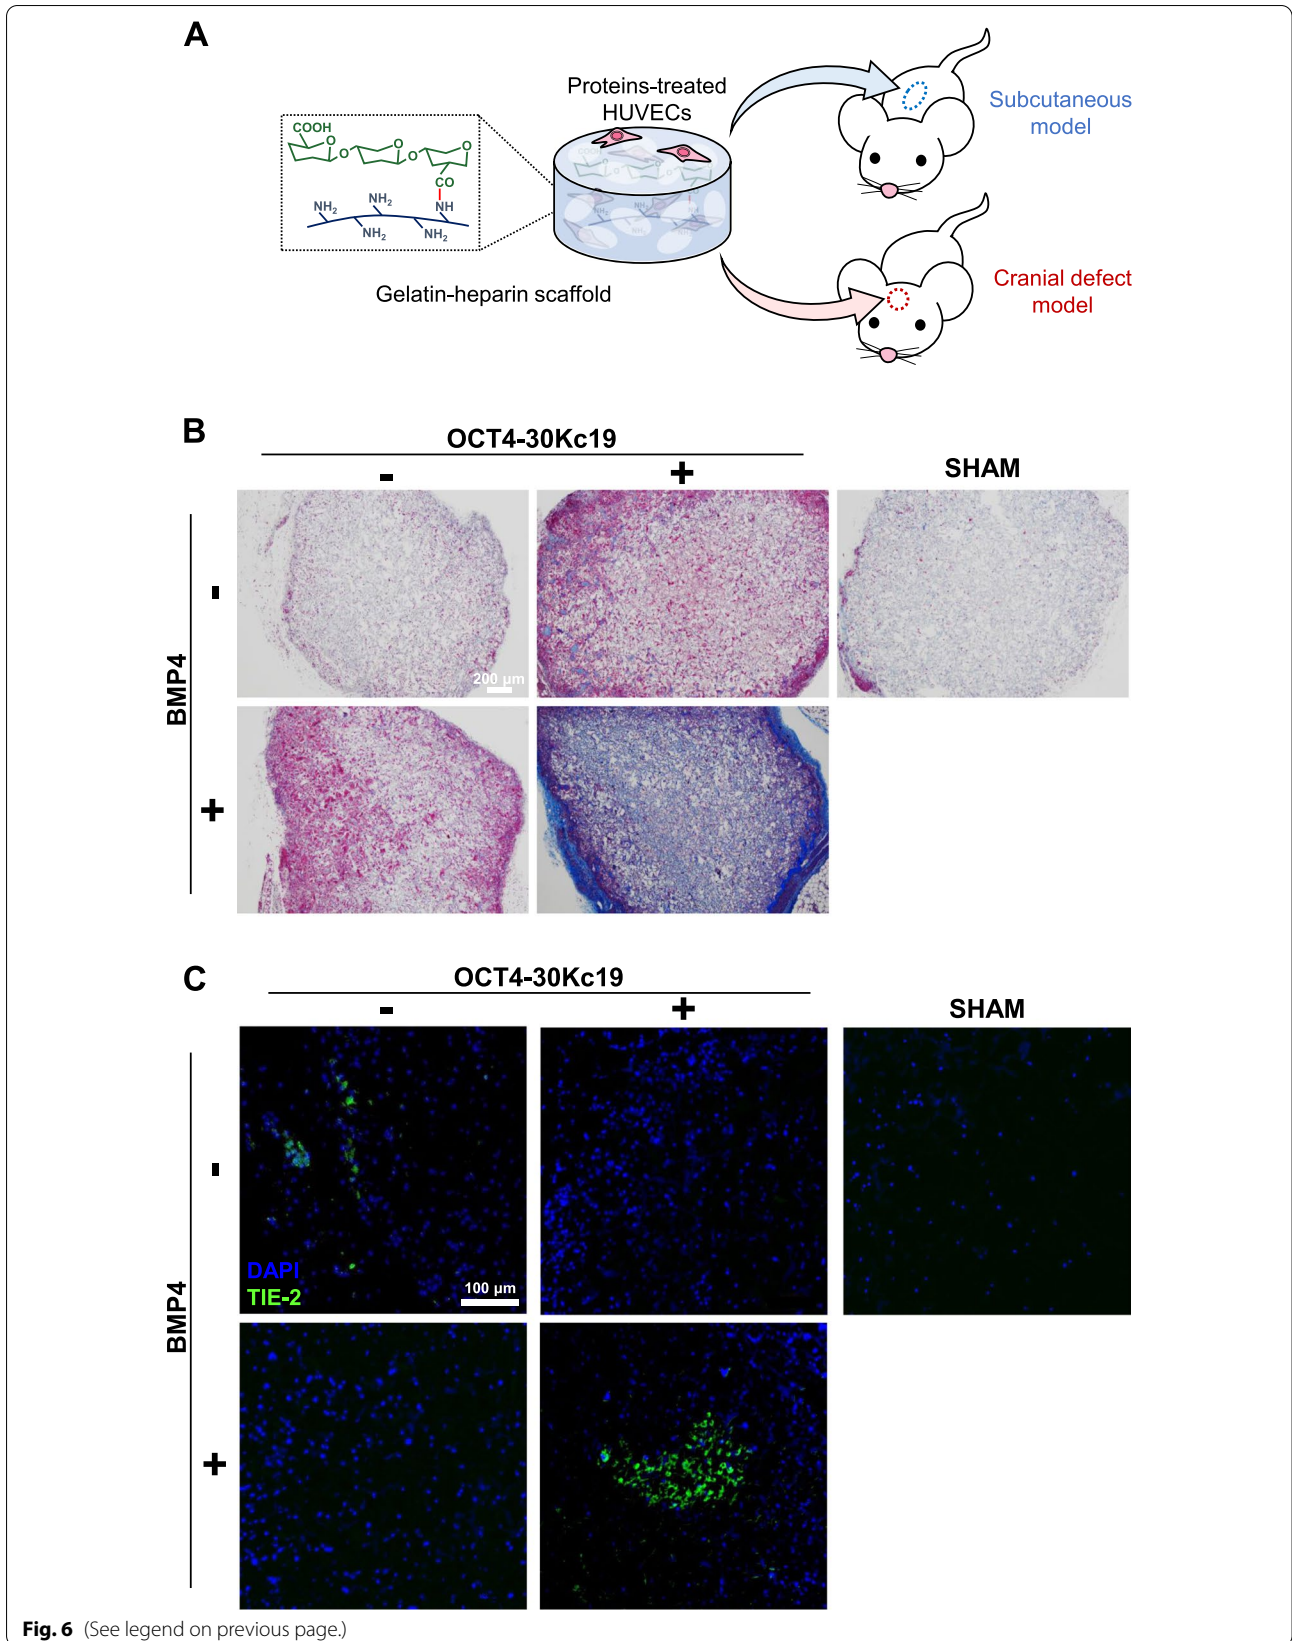 A
Proteins-treated
HUVECs
COOH
O
O
O
O
O
CO
NH₂
NH₂
NH
NH₂
NH₂
Gelatin-heparin scaffold
Subcutaneous
model
Cranial defect
model
B
OCT4-30Kc19
- + SHAM
BMP4
-
200 µm
+
C
OCT4-30Kc19
- + SHAM
BMP4
-
DAPI
TIE-2
100 µm
+
Fig. 6 (See legend on previous page.)